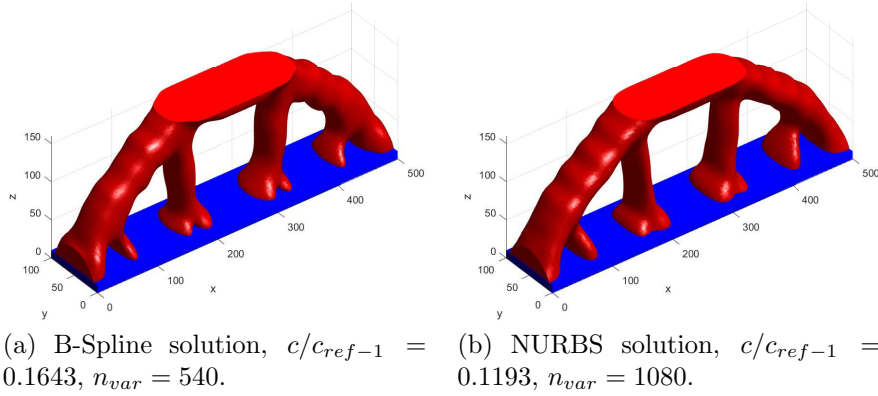 150
100
50
0
z
100
50
0
y
0
100
200
300
400
500
x
150
100
50
0
z
100
50
0
y
0
100
200
300
400
500
x
(a) B-Spline solution, c/c_{ref-1} =
0.1643, n_{var} = 540.
(b) NURBS solution, c/c_{ref-1} =
0.1193, n_{var} = 1080.